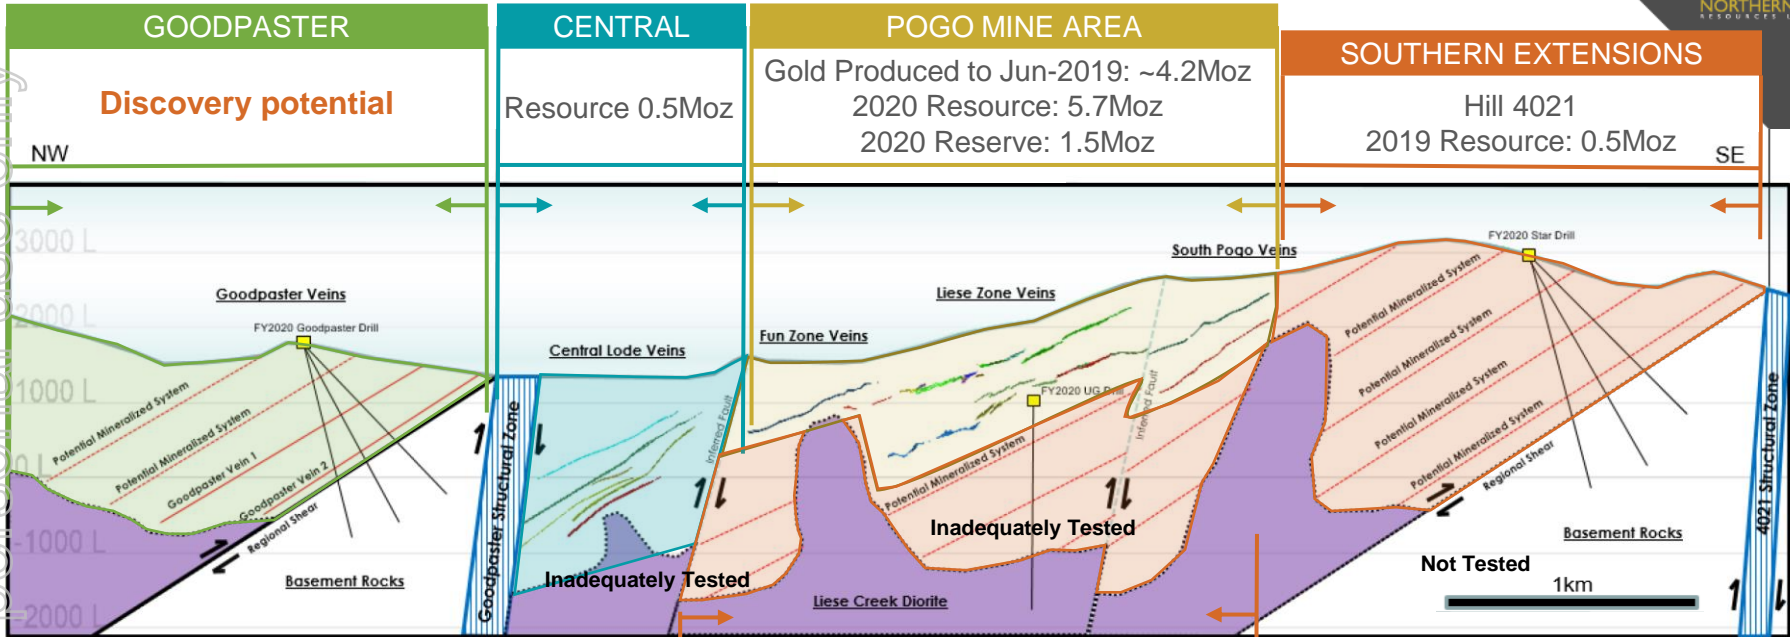 NORTHERN
RESOURCES
GOODPASTER
CENTRAL
POGO MINE AREA
SOUTHERN EXTENSIONS
Discovery potential
Resource 0.5Moz
Gold Produced to Jun-2019: ~4.2Moz
2020 Resource: 5.7Moz
2020 Reserve: 1.5Moz
Hill 4021
2019 Resource: 0.5Moz
NW
SE
3000 L
2000 L
1000 L
0 L
-1000 L
-2000 L
Goodpaster Veins
FY2020 Goodpaster Drill
Potential Mineralized System
Potential Mineralized System
Goodpaster Vein 1
Goodpaster Vein 2
Regional Shear
Basement Rocks
Goodpaster Structural Zone
Central Lode Veins
Inferred Fault
Inadequately Tested
Fun Zone Veins
Liese Zone Veins
South Pogo Veins
FY2020 UG Drill
Inferred Fault
Potential Mineralized System
Inadequately Tested
Liese Creek Diorite
FY2020 Star Drill
Potential Mineralized System
Potential Mineralized System
Potential Mineralized System
Potential Mineralized System
Potential Mineralized System
Regional Shear
Basement Rocks
Not Tested
1km
4021 Structural Zone